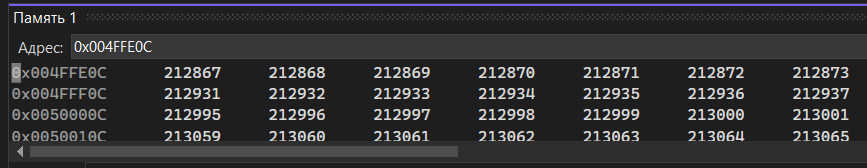 Память 1
Адрес: 0x004FFE0C
0x004FFE0C 212867 212868 212869 212870 212871 212872 212873
0x004FFF0C 212931 212932 212933 212934 212935 212936 212937
0x0050000C 212995 212996 212997 212998 212999 213000 213001
0x0050010C 213059 213060 213061 213062 213063 213064 213065